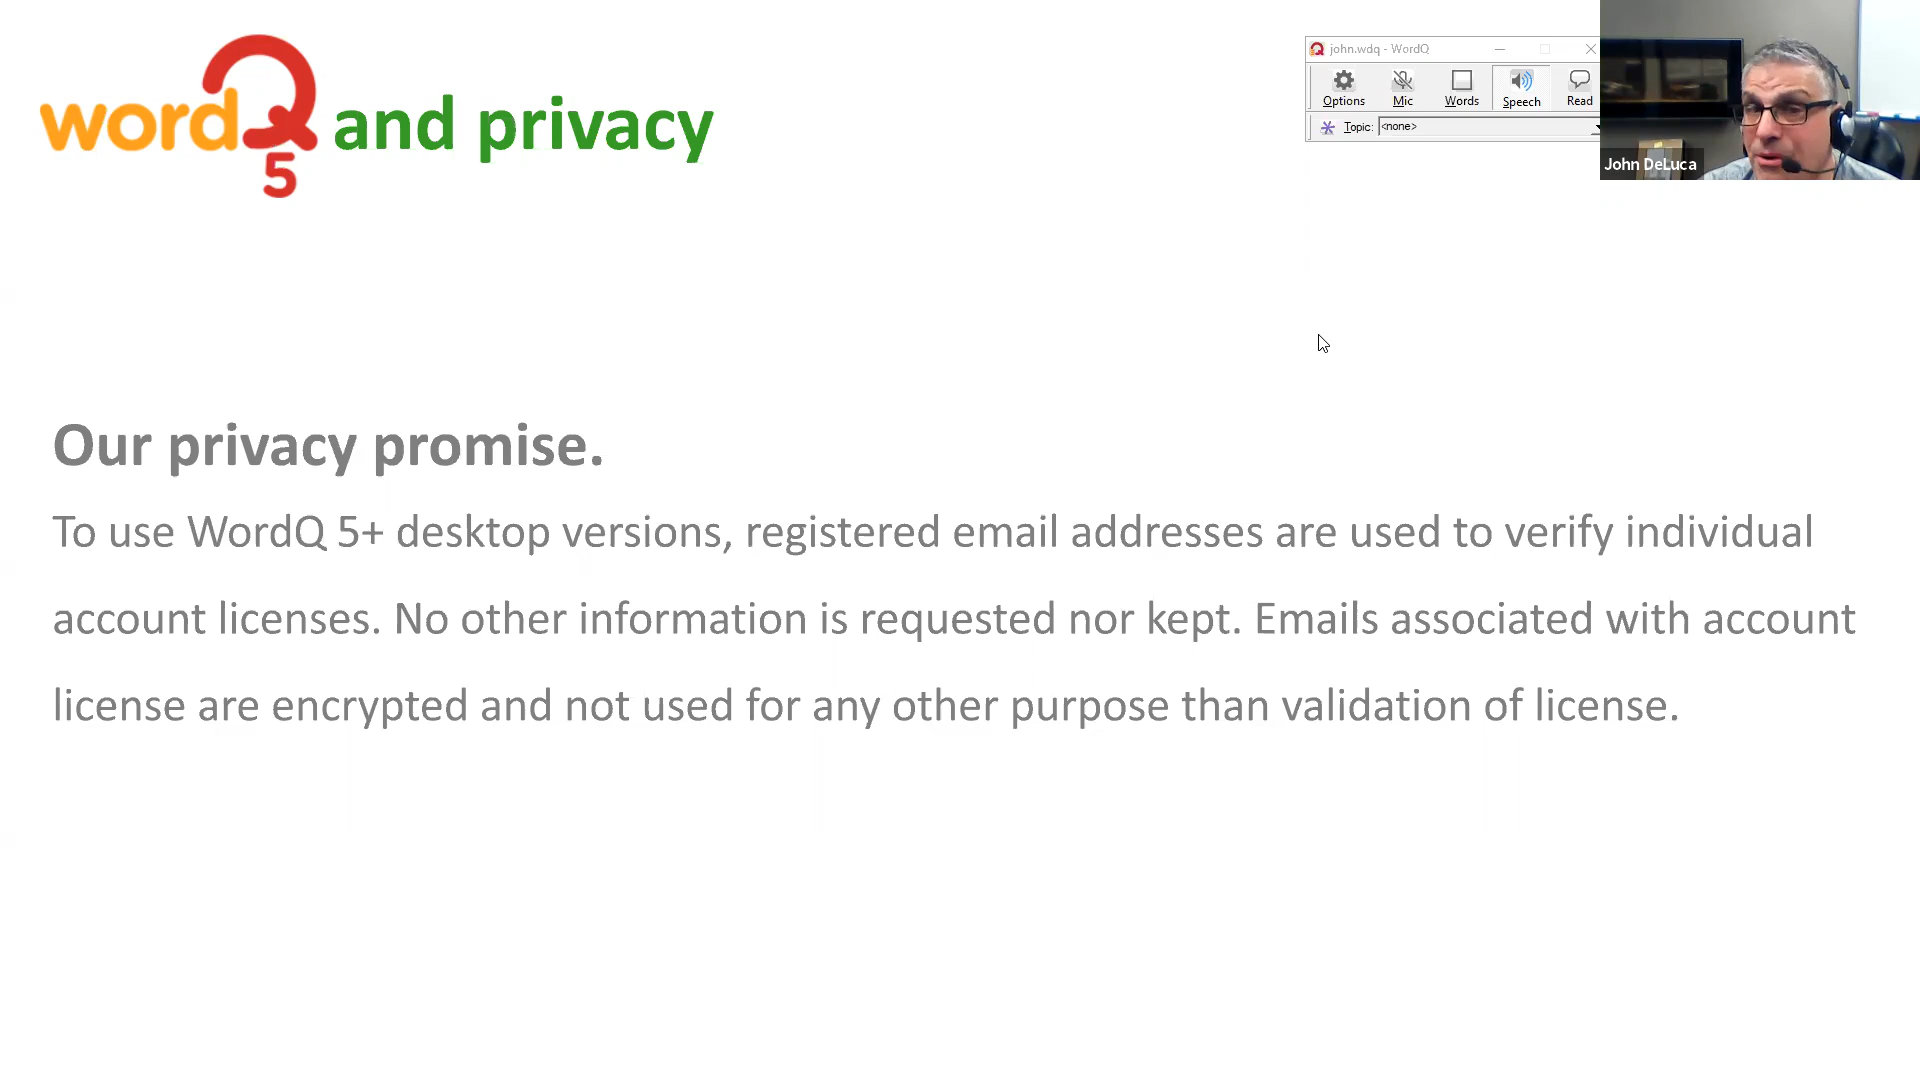 wordQ 5 and privacy
john.wdq - WordQ
Options Mic Words Speech Read
Topic: <none>
John DeLuca
Our privacy promise.
To use WordQ 5+ desktop versions, registered email addresses are used to verify individual
account licenses. No other information is requested nor kept. Emails associated with account
license are encrypted and not used for any other purpose than validation of license.